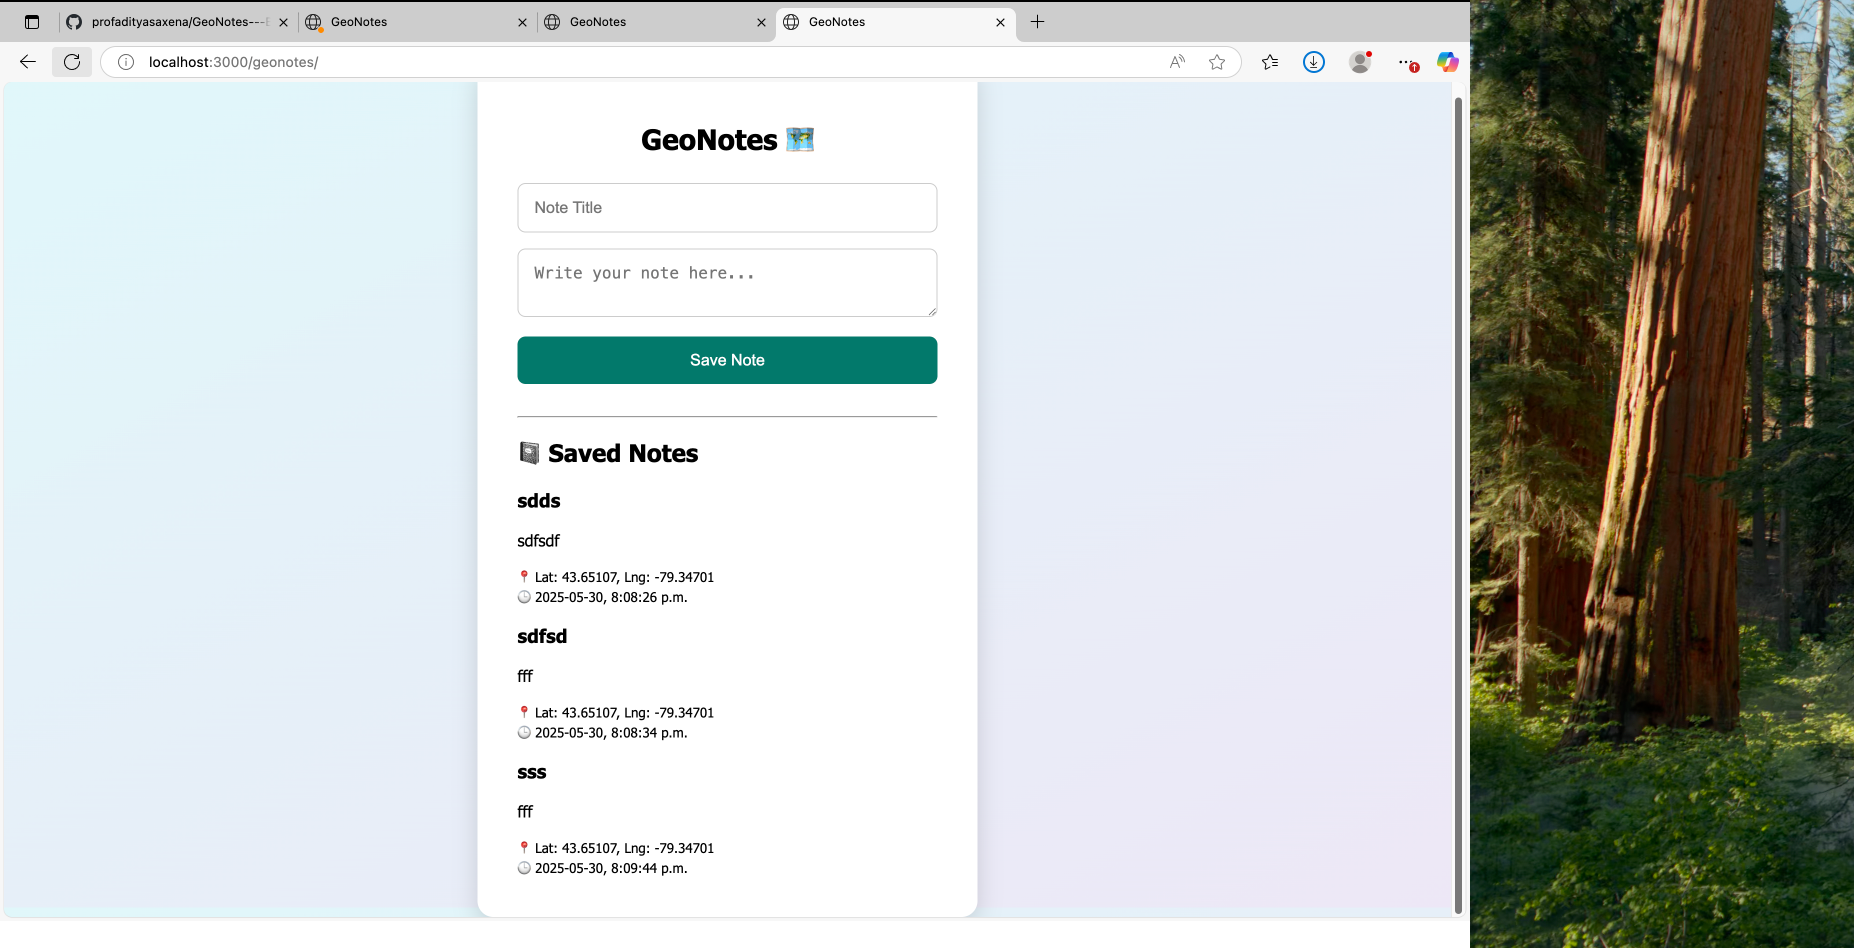 profadityasaxena/GeoNotes---
GeoNotes
GeoNotes
GeoNotes
localhost:3000/geonotes/
GeoNotes
Note Title
Write your note here...
Save Note
Saved Notes
sdds
sdfsdf
Lat: 43.65107, Lng: -79.34701
2025-05-30, 8:08:26 p.m.
sdfsd
fff
Lat: 43.65107, Lng: -79.34701
2025-05-30, 8:08:34 p.m.
sss
fff
Lat: 43.65107, Lng: -79.34701
2025-05-30, 8:09:44 p.m.